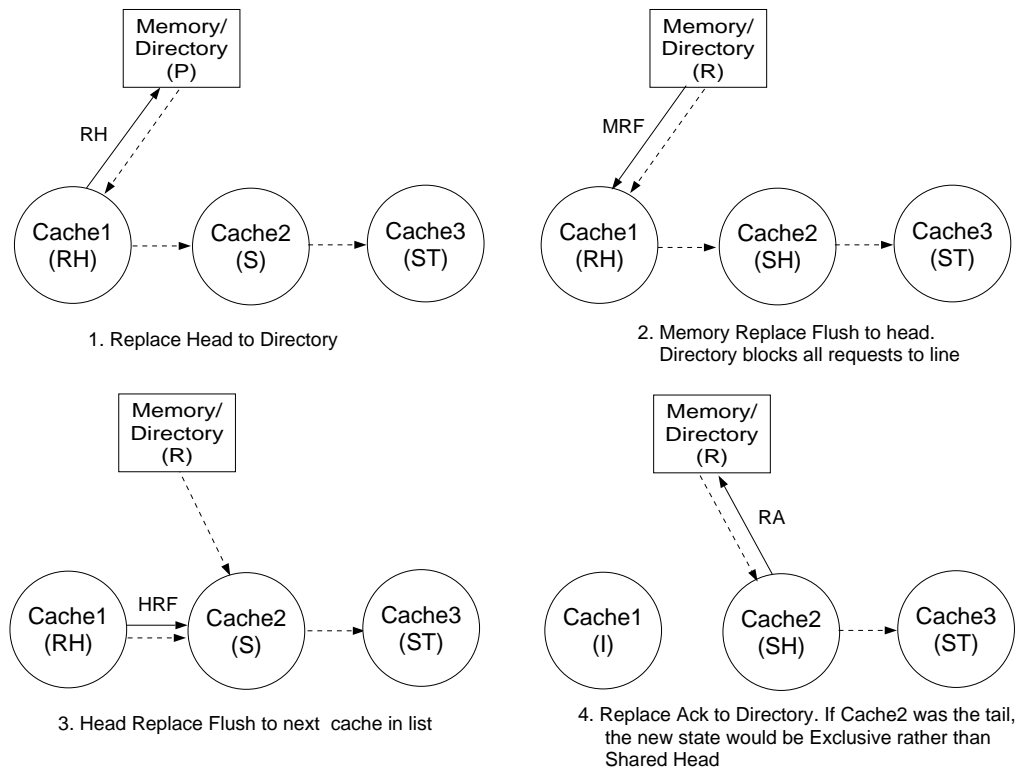 Memory/
Directory
(P)
RH
Cache1
(RH)
Cache2
(S)
Cache3
(ST)
1. Replace Head to Directory
Memory/
Directory
(R)
MRF
Cache1
(RH)
Cache2
(SH)
Cache3
(ST)
2. Memory Replace Flush to head.
Directory blocks all requests to line
Memory/
Directory
(R)
HRF
Cache1
(RH)
Cache2
(S)
Cache3
(ST)
3. Head Replace Flush to next cache in list
Memory/
Directory
(R)
RA
Cache1
(I)
Cache2
(SH)
Cache3
(ST)
4. Replace Ack to Directory. If Cache2 was the tail,
the new state would be Exclusive rather than
Shared Head